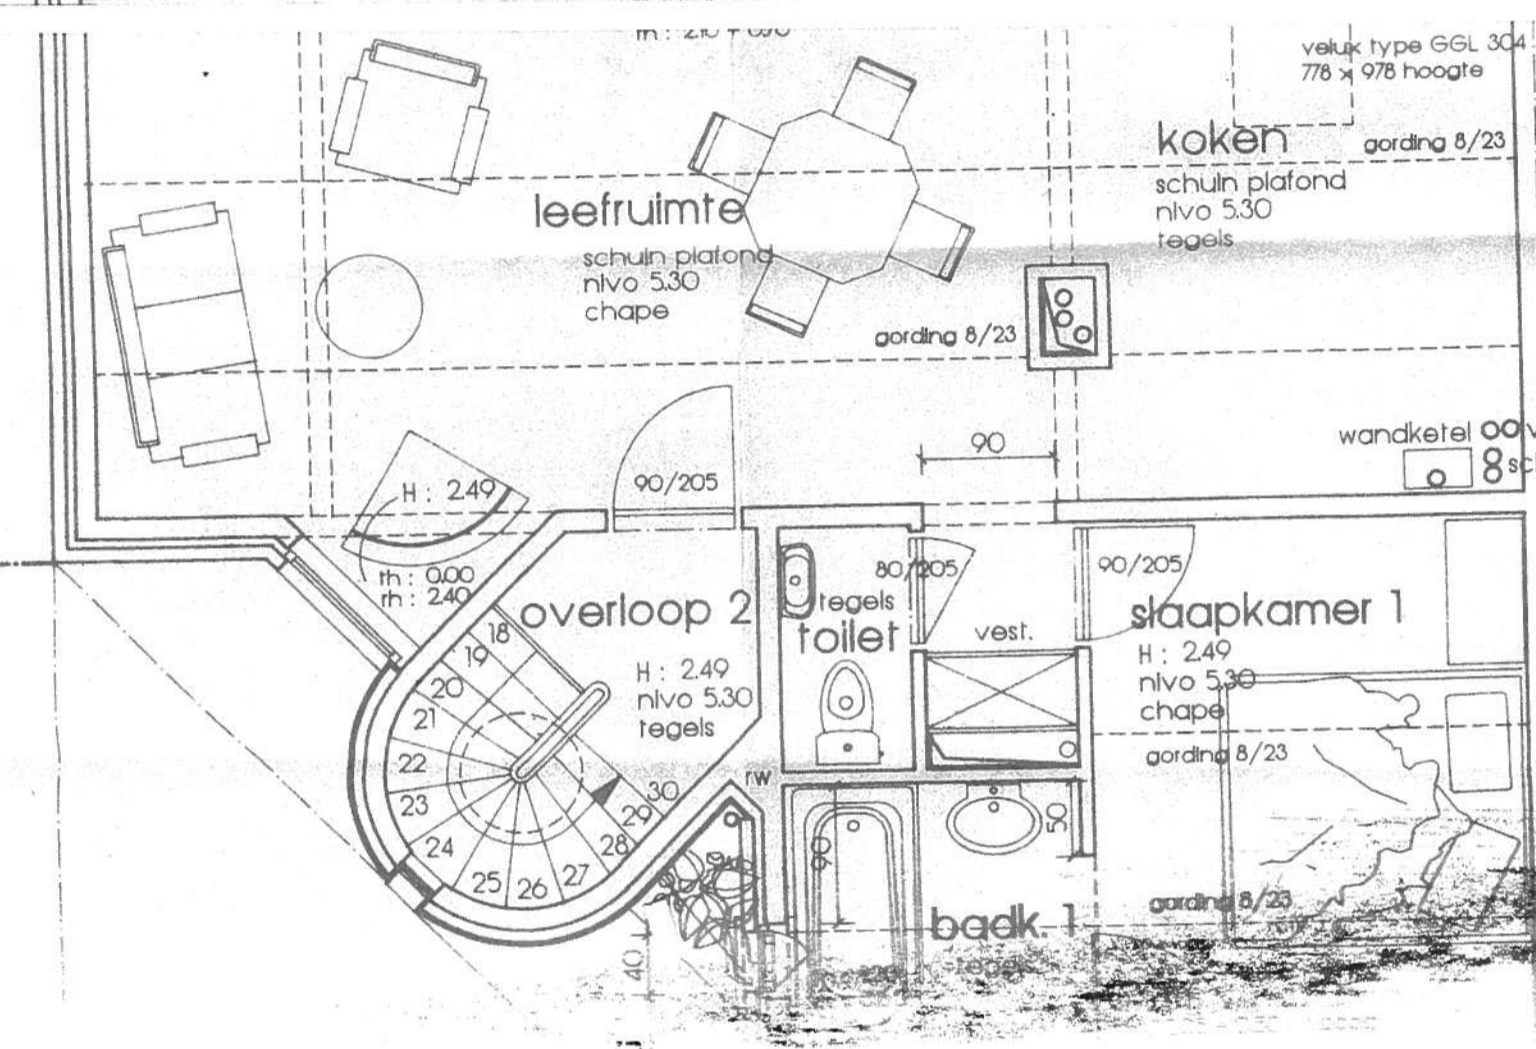 velux type GGL 304
778 x 978 hoogte
koken
gording 8/23
schuin plafond
nivo 5.30
tegels
leefruimte
schuin plafond
nivo 5.30
chape
gording 8/23
wandketel
90
H : 2.49
90/205
rh : 0.00
rh : 2.40
overloop 2
H : 2.49
nivo 5.30
tegels
18
19
20
21
22
23
24
25
26
27
28
29
30
tegels
toilet
80/205
vest.
90/205
slaapkamer 1
H : 2.49
nivo 5.30
chape
gording 8/23
rw
90
50
gording 8/23
badk. 1
40